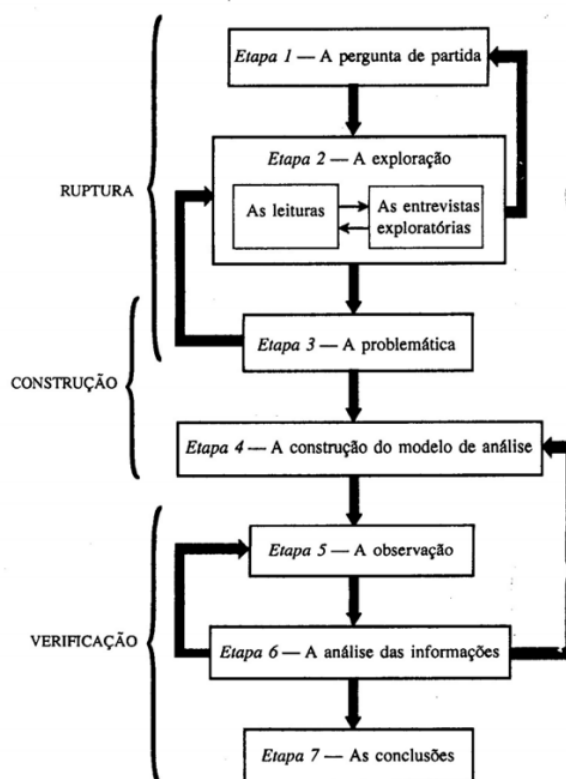 Etapa 1 — A pergunta de partida
RUPTURA
Etapa 2 — A exploração
As leituras
As entrevistas
exploratórias
Etapa 3 — A problemática
CONSTRUÇÃO
Etapa 4 — A construção do modelo de análise
Etapa 5 — A observação
VERIFICAÇÃO
Etapa 6 — A análise das informações
Etapa 7 — As conclusões